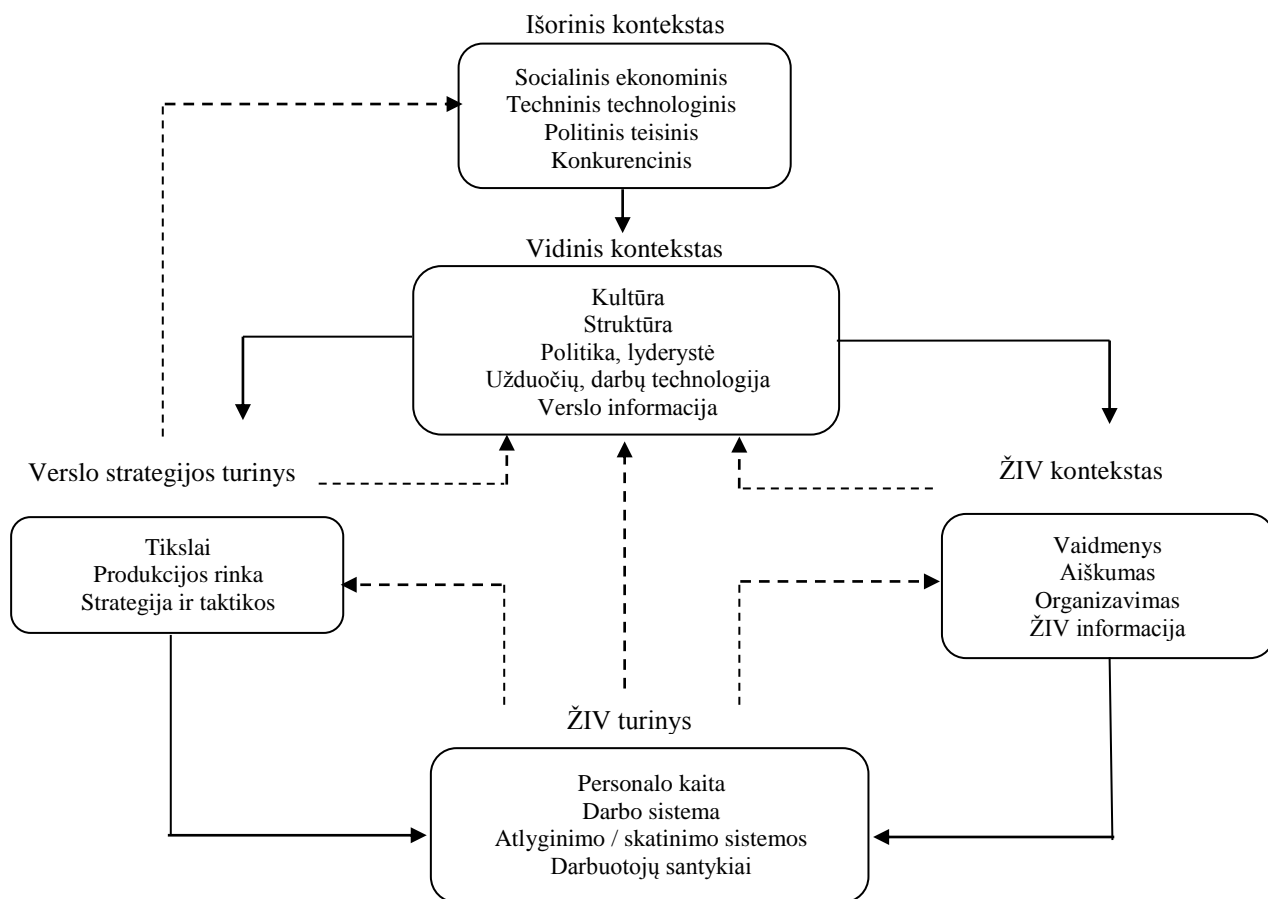 Išorinis kontekstas
Socialinis ekonominis
Techninis technologinis
Politinis teisinis
Konkurencinis
Vidinis kontekstas
Kultūra
Struktūra
Politika, lyderystė
Užduočių, darbų technologija
Verslo informacija
Verslo strategijos turinys
Tikslai
Produkcijos rinka
Strategija ir taktikos
ŽIV kontekstas
Vaidmenys
Aiškumas
Organizavimas
ŽIV informacija
ŽIV turinys
Personalo kaita
Darbo sistema
Atlyginimo / skatinimo sistemos
Darbuotojų santykiai